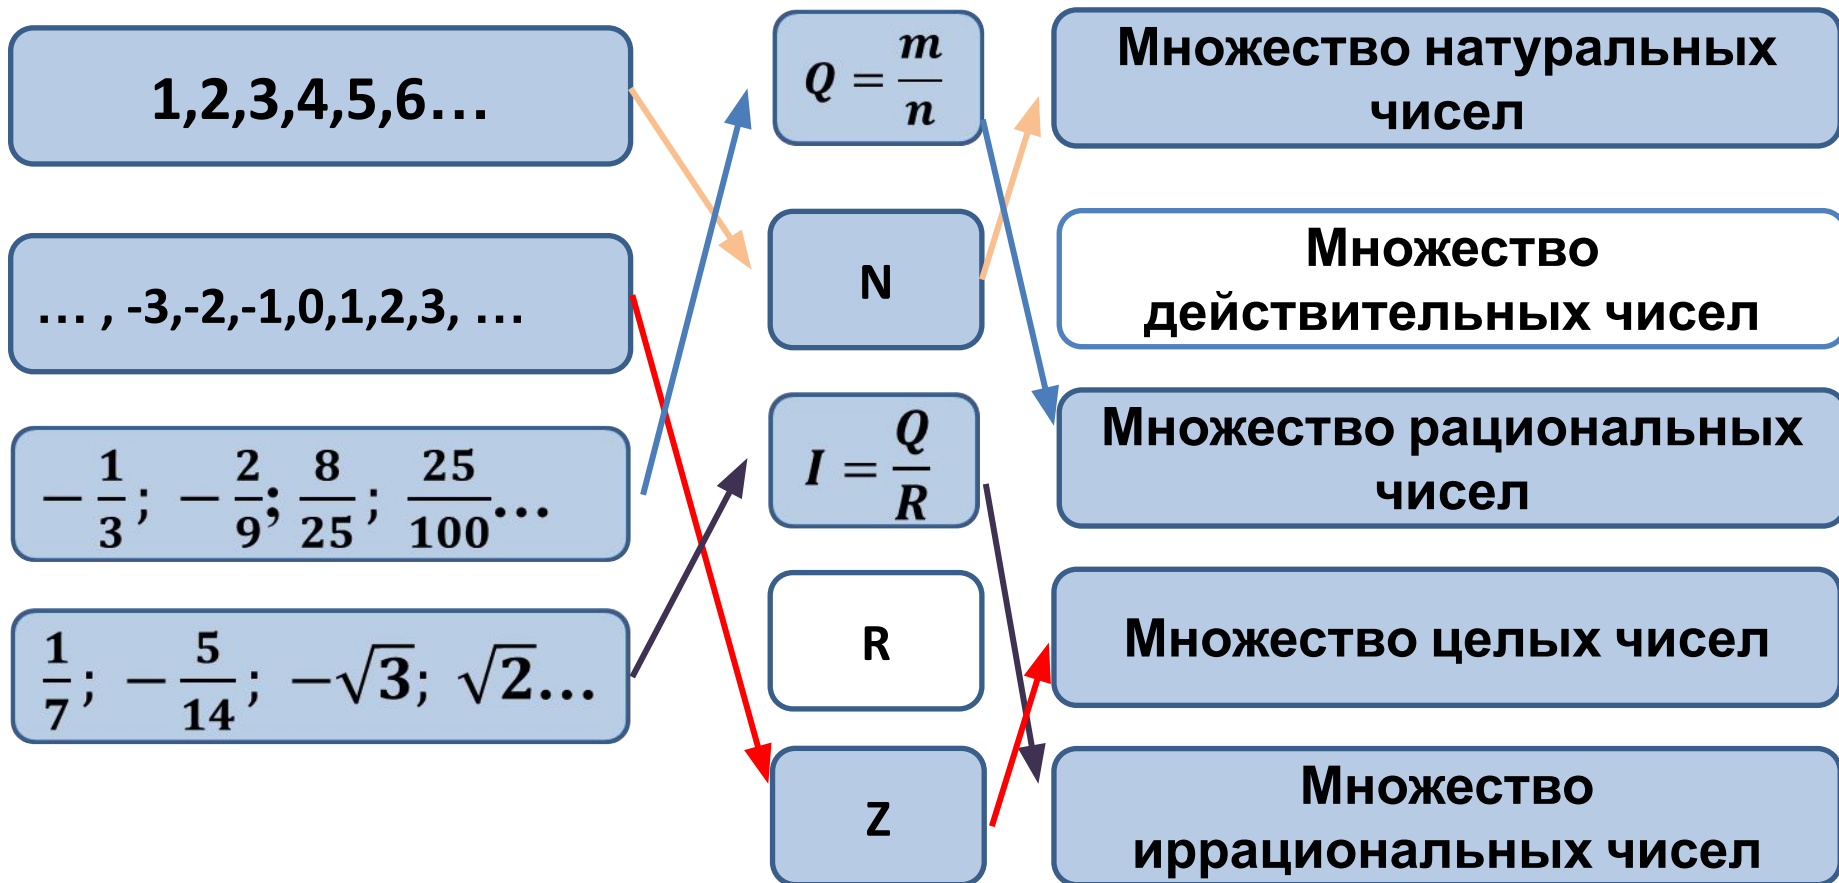 1,2,3,4,5,6...
... , -3,-2,-1,0,1,2,3, ...
−1/3; −2/9; 8/25; 25/100...
1/7; −5/14; −√3; √2...
Q = m/n
N
I = Q/R
R
Z
Множество натуральных
чисел
Множество
действительных чисел
Множество рациональных
чисел
Множество целых чисел
Множество
иррациональных чисел